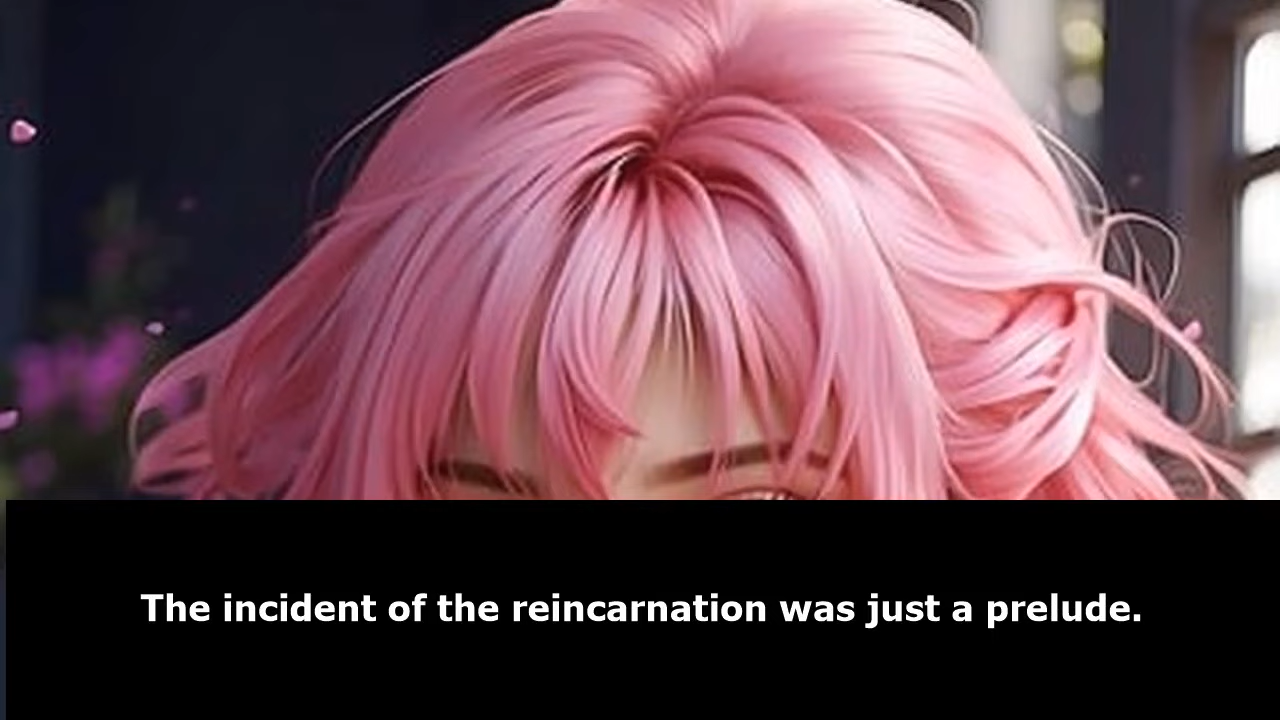 The incident of the reincarnation was just a prelude.